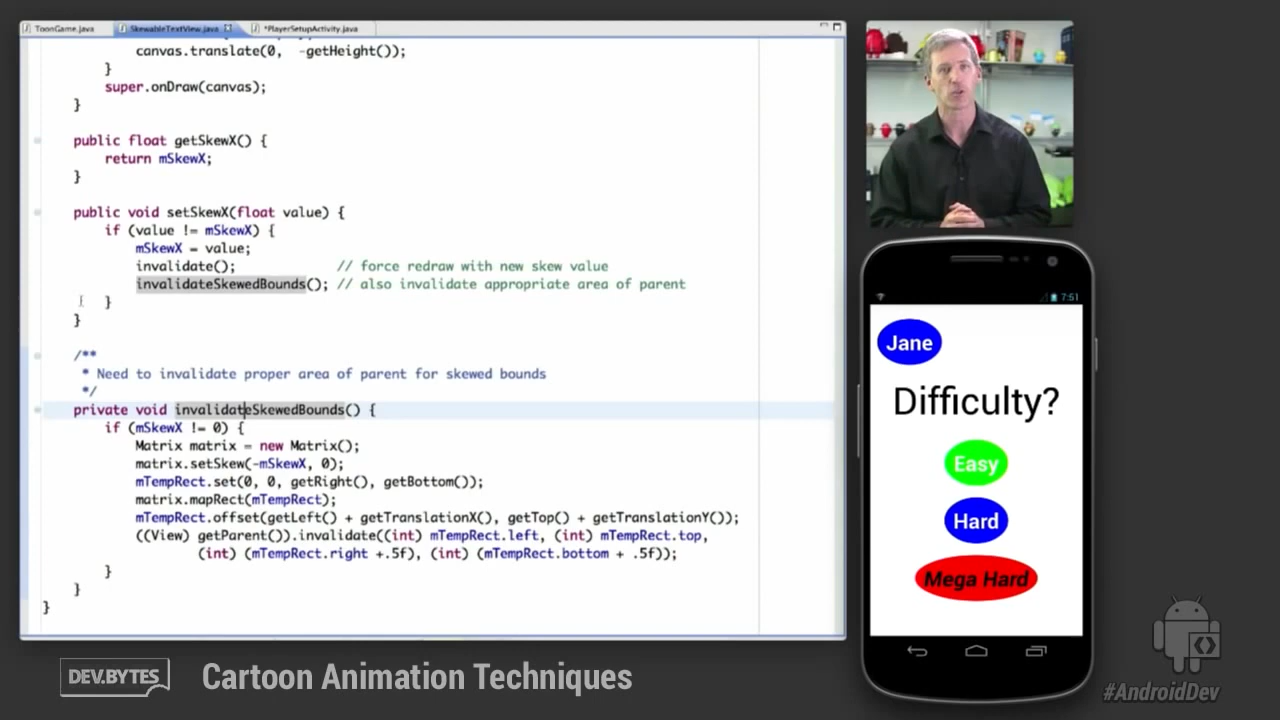 ToonGame.java SkewableTextView.java *PlayerSetupActivity.java
canvas.translate(0, -getHeight());
}
super.onDraw(canvas);
}
public float getSkewX() {
return mSkewX;
}
public void setSkewX(float value) {
if (value != mSkewX) {
mSkewX = value;
invalidate(); // force redraw with new skew value
invalidateSkewedBounds(); // also invalidate appropriate area of parent
}
}
/**
* Need to invalidate proper area of parent for skewed bounds
*/
private void invalidateSkewedBounds() {
if (mSkewX != 0) {
Matrix matrix = new Matrix();
matrix.setSkew(-mSkewX, 0);
mTempRect.set(0, 0, getRight(), getBottom());
matrix.mapRect(mTempRect);
mTempRect.offset(getLeft() + getTranslationX(), getTop() + getTranslationY());
((View) getParent()).invalidate((int) mTempRect.left, (int) mTempRect.top,
(int) (mTempRect.right +.5f), (int) (mTempRect.bottom + .5f));
}
}
}
7:51
Jane
Difficulty?
Easy
Hard
Mega Hard
DEV.BYTES Cartoon Animation Techniques
#AndroidDev